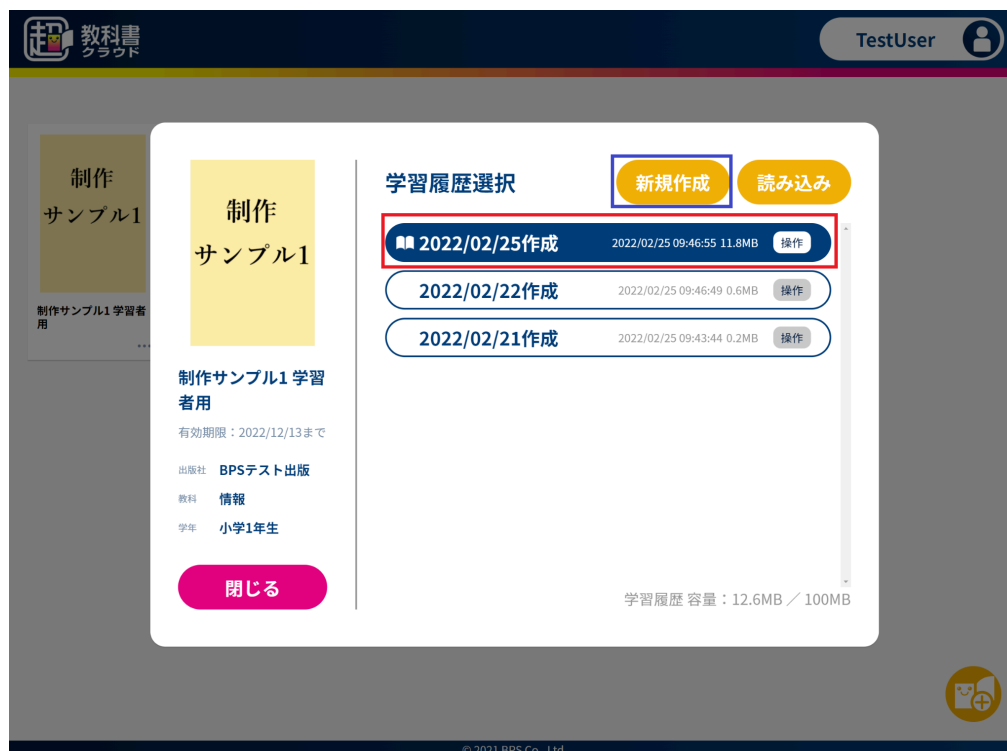 超
教科書
クラウド
TestUser
制作
サンプル1
制作サンプル1 学習者
用
...
制作
サンプル1
制作サンプル1 学習
者用
有効期限：2022/12/13まで
出版社 BPSテスト出版
教科 情報
学年 小学1年生
閉じる
学習履歴選択
新規作成
読み込み
2022/02/25作成 2022/02/25 09:46:55 11.8MB 操作
2022/02/22作成 2022/02/25 09:46:49 0.6MB 操作
2022/02/21作成 2022/02/25 09:43:44 0.2MB 操作
学習履歴 容量：12.6MB ／ 100MB
© 2021 BPS Co., Ltd.